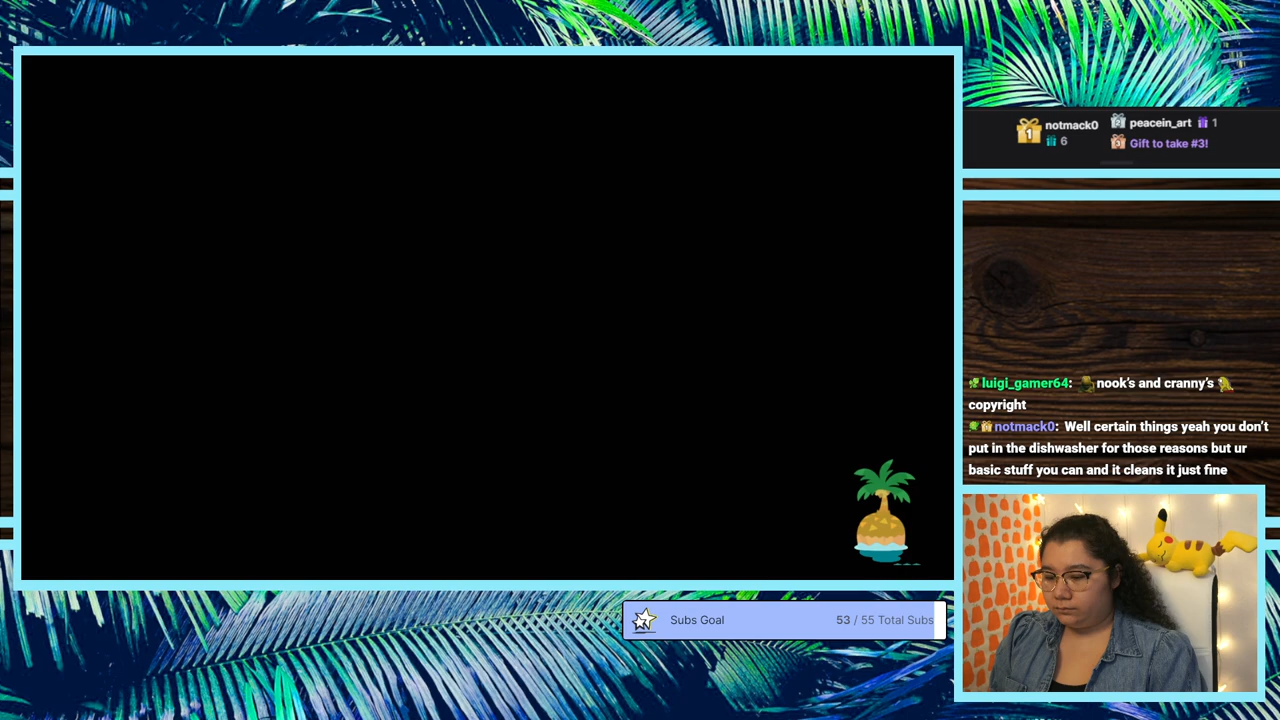 notmack0
6
peacein_art 1
Gift to take #3!
luigi_gamer64: nook's and cranny's
copyright
notmack0: Well certain things yeah you don't
put in the dishwasher for those reasons but ur
basic stuff you can and it cleans it just fine
Subs Goal 53 / 55 Total Subs